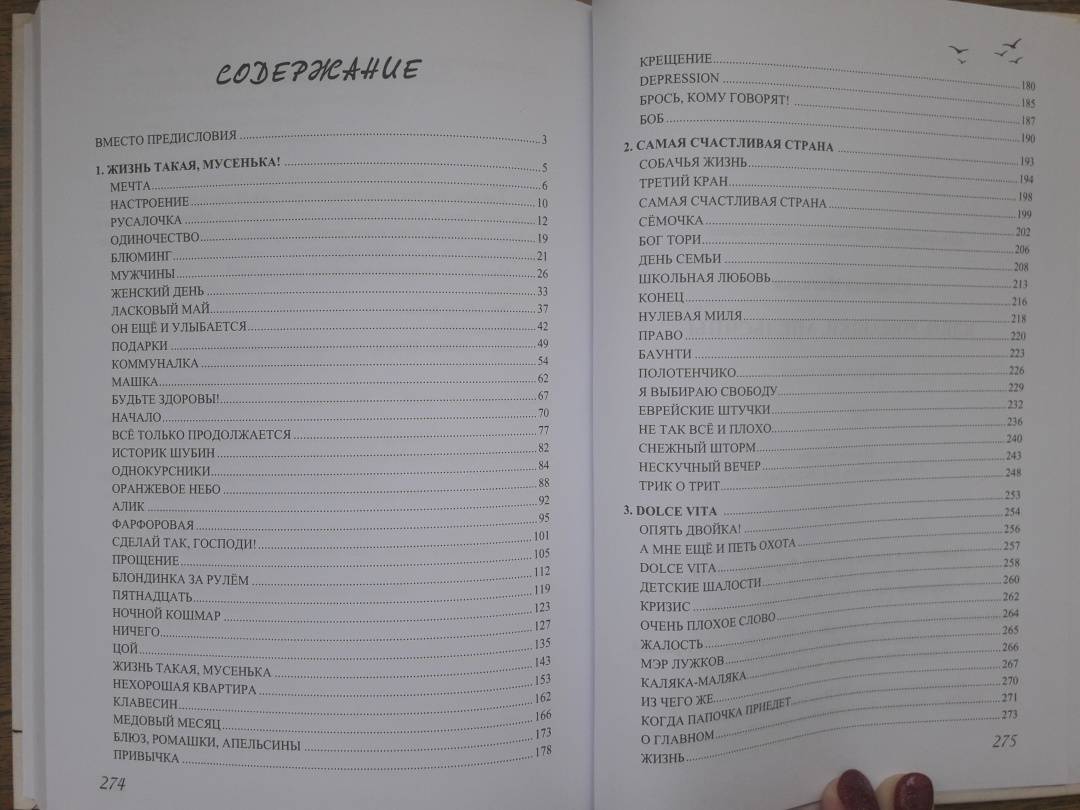 СОДЕРЖАНИЕ
ВМЕСТО ПРЕДИСЛОВИЯ ... 3
1. ЖИЗНЬ ТАКАЯ, МУСЕНЬКА! ... 5
МЕЧТА ... 6
НАСТРОЕНИЕ ... 10
РУСАЛОЧКА ... 12
ОДИНОЧЕСТВО ... 19
БЛЮМИНГ ... 21
МУЖЧИНЫ ... 26
ЖЕНСКИЙ ДЕНЬ ... 33
ЛАСКОВЫЙ МАЙ ... 37
ОН ЕЩЁ И УЛЫБАЕТСЯ ... 42
ПОДАРКИ ... 49
КОММУНАЛКА ... 54
МАШКА ... 62
БУДЬТЕ ЗДОРОВЫ! ... 67
НАЧАЛО ... 70
ВСЁ ТОЛЬКО ПРОДОЛЖАЕТСЯ ... 77
ИСТОРИК ШУБИН ... 82
ОДНОКУРСНИКИ ... 84
ОРАНЖЕВОЕ НЕБО ... 88
АЛИК ... 92
ФАРФОРОВАЯ ... 95
СДЕЛАЙ ТАК, ГОСПОДИ! ... 101
ПРОЩЕНИЕ ... 105
БЛОНДИНКА ЗА РУЛЁМ ... 112
ПЯТНАДЦАТЬ ... 119
НОЧНОЙ КОШМАР ... 123
НИЧЕГО ... 127
ЦОЙ ... 135
ЖИЗНЬ ТАКАЯ, МУСЕНЬКА ... 143
НЕХОРОШАЯ КВАРТИРА ... 153
КЛАВЕСИН ... 162
МЕДОВЫЙ МЕСЯЦ ... 166
БЛЮЗ, РОМАШКИ, АПЕЛЬСИНЫ ... 173
ПРИВЫЧКА ... 178
274
КРЕЩЕНИЕ ... 180
DEPRESSION ... 185
БРОСЬ, КОМУ ГОВОРЯТ! ... 187
БОБ ... 190
2. САМАЯ СЧАСТЛИВАЯ СТРАНА ... 193
СОБАЧЬЯ ЖИЗНЬ ... 194
ТРЕТИЙ КРАН ... 198
САМАЯ СЧАСТЛИВАЯ СТРАНА ... 199
СЁМОЧКА ... 202
БОГ ТОРИ ... 206
ДЕНЬ СЕМЬИ ... 208
ШКОЛЬНАЯ ЛЮБОВЬ ... 213
КОНЕЦ ... 216
НУЛЕВАЯ МИЛЯ ... 218
ПРАВО ... 220
БАУНТИ ... 223
ПОЛОТЕНЧИКО ... 226
Я ВЫБИРАЮ СВОБОДУ ... 229
ЕВРЕЙСКИЕ ШТУЧКИ ... 232
НЕ ТАК ВСЁ И ПЛОХО ... 236
СНЕЖНЫЙ ШТОРМ ... 240
НЕСКУЧНЫЙ ВЕЧЕР ... 243
ТРИК О ТРИТ ... 248
3. DOLCE VITA ... 253
ОПЯТЬ ДВОЙКА! ... 254
А МНЕ ЕЩЁ И ПЕТЬ ОХОТА ... 256
DOLCE VITA ... 257
ДЕТСКИЕ ШАЛОСТИ ... 258
КРИЗИС ... 260
ОЧЕНЬ ПЛОХОЕ СЛОВО ... 262
ЖАЛОСТЬ ... 264
МЭР ЛУЖКОВ ... 265
КАЛЯКА-МАЛЯКА ... 266
ИЗ ЧЕГО ЖЕ ... 267
КОГДА ПАПОЧКА ПРИЕДЕТ ... 270
О ГЛАВНОМ ... 271
ЖИЗНЬ ... 273
275